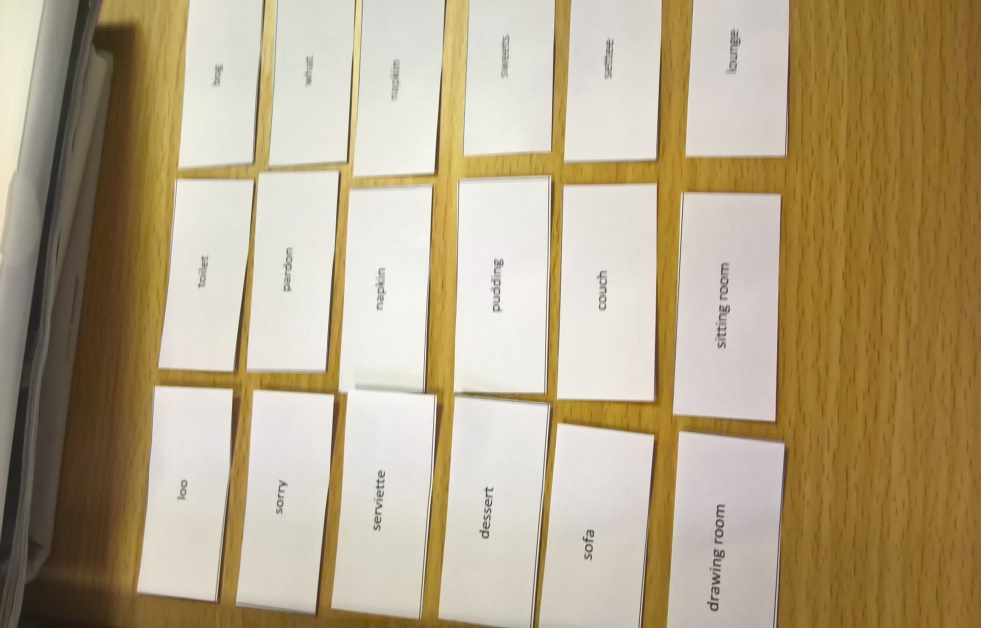 loo toilet bog
sorry pardon what
serviette napkin napkin
dessert pudding sweets
sofa couch settee
drawing room sitting room lounge